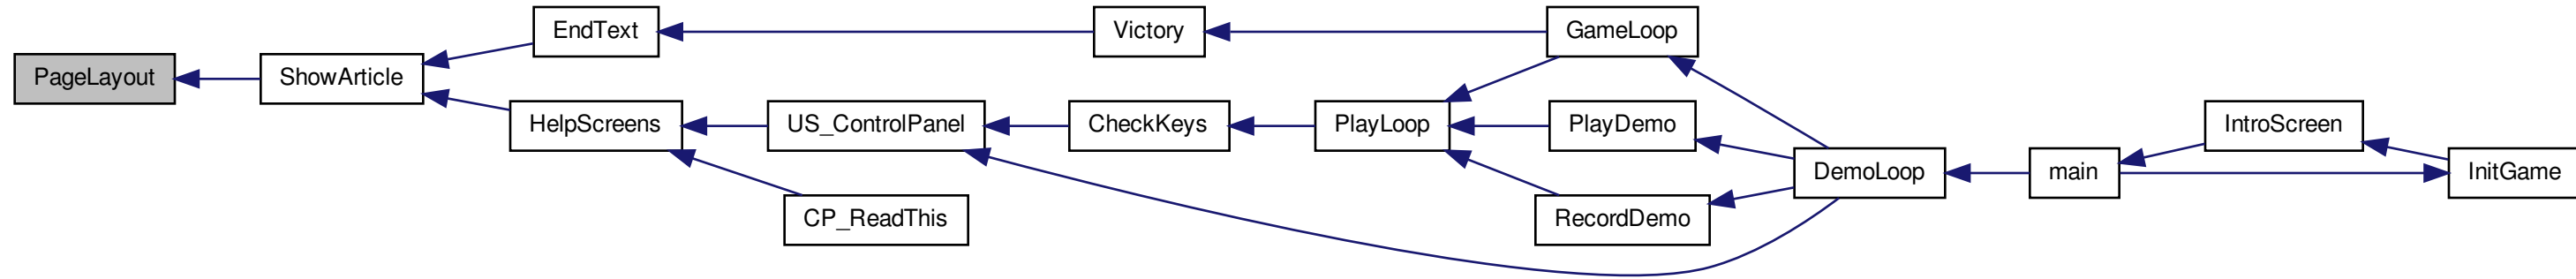 PageLayout
ShowArticle
EndText
HelpScreens
US_ControlPanel
CP_ReadThis
Victory
CheckKeys
PlayLoop
GameLoop
PlayDemo
RecordDemo
DemoLoop
main
IntroScreen
InitGame